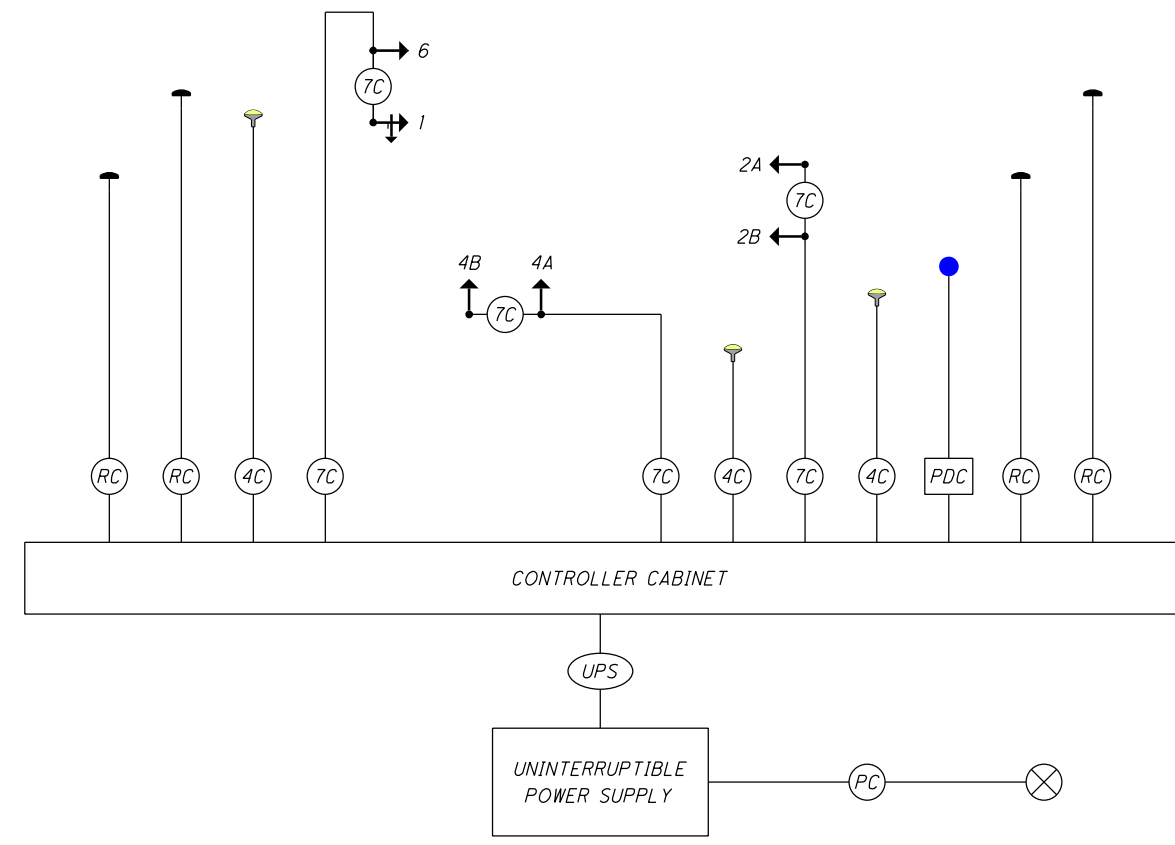 6
7C
1
2A
7C
2B
4B
4A
7C
RC
RC
4C
7C
7C
4C
7C
4C
PDC
RC
RC
CONTROLLER CABINET
UPS
UNINTERRUPTIBLE
POWER SUPPLY
PC